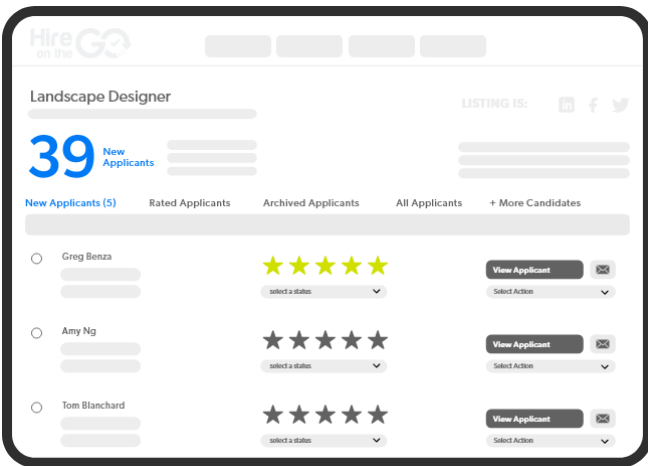 Hire
on the
GO
Landscape Designer
LISTING IS:
39 New
Applicants
New Applicants (5) Rated Applicants Archived Applicants All Applicants + More Candidates
Greg Benza
View Applicant
select a status Select Action
Amy Ng
View Applicant
select a status Select Action
Tom Blanchard
View Applicant
select a status Select Action